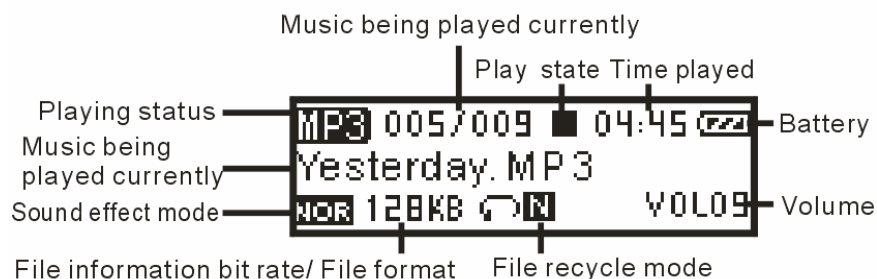 Music being played currently
Play state Time played
Playing status
MP3 005/009 04:45
Battery
Music being
played currently
Yesterday.MP3
Sound effect mode
NOR 128KB N VOL09
Volume
File information bit rate/ File format
File recycle mode